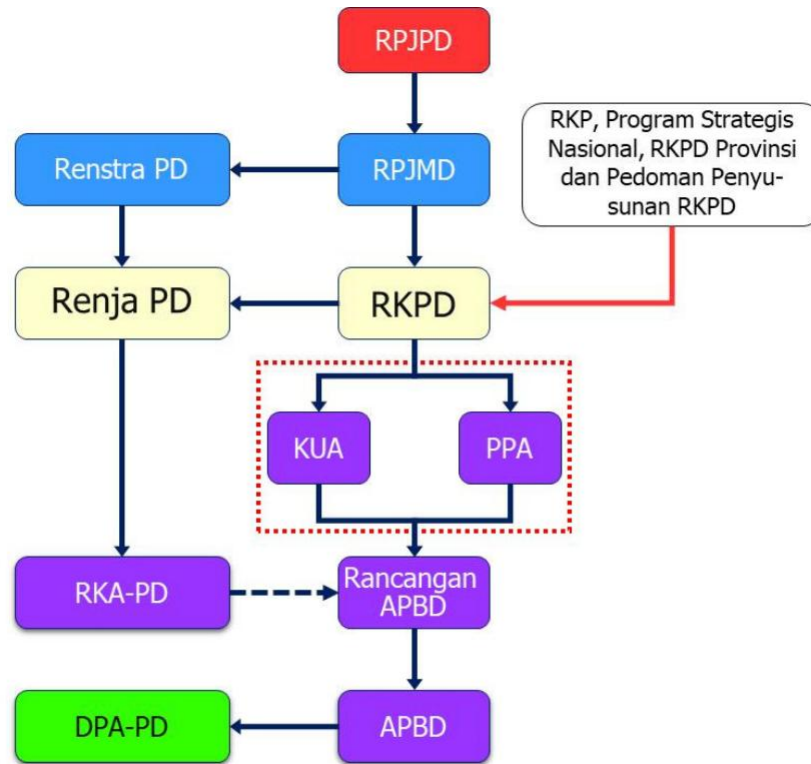 RPJPD
RKP, Program Strategis
Nasional, RKPD Provinsi
dan Pedoman Penyu-
sunan RKPD
Renstra PD
RPJMD
Renja PD
RKPD
KUA
PPA
RKA-PD
Rancangan
APBD
DPA-PD
APBD